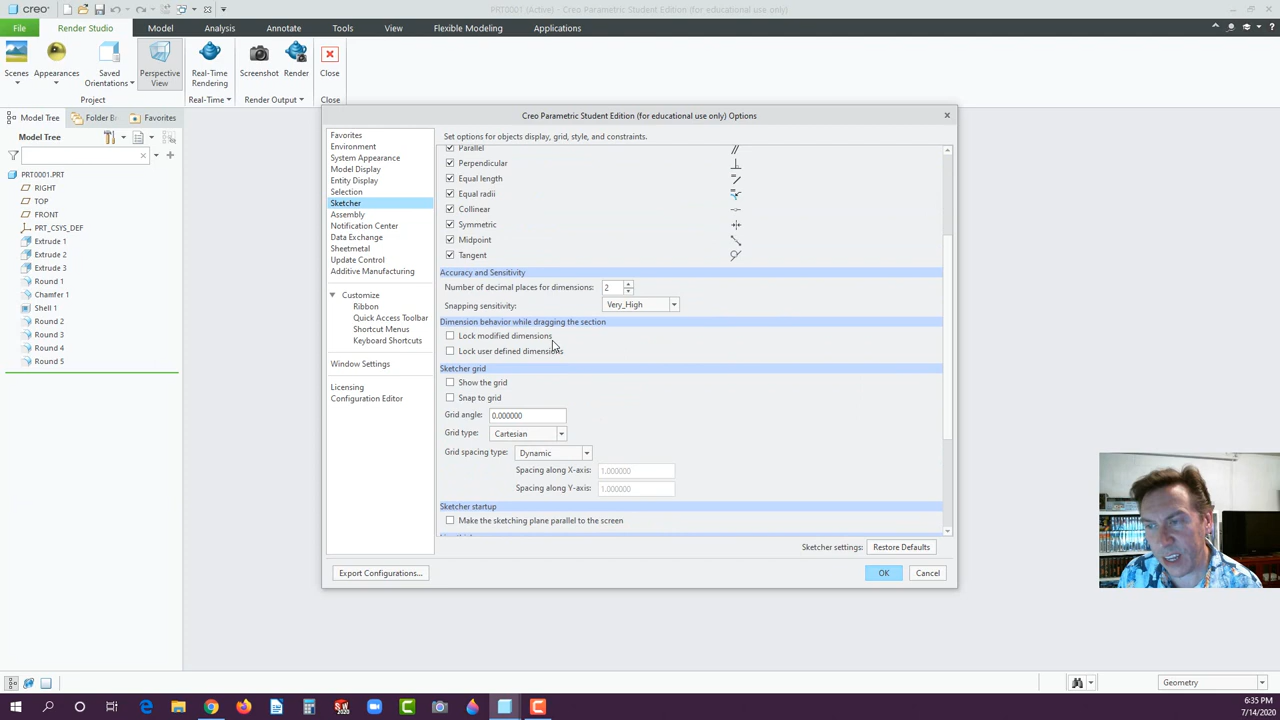 creo
PRT0001 (Active) - Creo Parametric Student Edition (for educational use only)
File Render Studio Model Analysis Annotate Tools View Flexible Modeling Applications
Scenes Appearances Saved Orientations Perspective View Real-Time Rendering Screenshot Render Close
Project Real-Time Render Output Close
Model Tree Folder B Favorites
Model Tree
PRT0001.PRT
RIGHT
TOP
FRONT
PRT_CSYS_DEF
Extrude 1
Extrude 2
Extrude 3
Round 1
Chamfer 1
Shell 1
Round 2
Round 3
Round 4
Round 5
Creo Parametric Student Edition (for educational use only) Options
Favorites
Environment
System Appearance
Model Display
Entity Display
Selection
Sketcher
Assembly
Notification Center
Data Exchange
Sheetmetal
Update Control
Additive Manufacturing
Customize
Ribbon
Quick Access Toolbar
Shortcut Menus
Keyboard Shortcuts
Window Settings
Licensing
Configuration Editor
Set options for objects display, grid, style, and constraints.
Parallel
Perpendicular
Equal length
Equal radii
Collinear
Symmetric
Midpoint
Tangent
Accuracy and Sensitivity
Number of decimal places for dimensions: 2
Snapping sensitivity: Very_High
Dimension behavior while dragging the section
Lock modified dimensions
Lock user defined dimensions
Sketcher grid
Show the grid
Snap to grid
Grid angle: 0.000000
Grid type: Cartesian
Grid spacing type: Dynamic
Spacing along X-axis: 1.000000
Spacing along Y-axis: 1.000000
Sketcher startup
Make the sketching plane parallel to the screen
Sketcher settings: Restore Defaults
Export Configurations... OK Cancel
Geometry
6:35 PM
7/14/2020